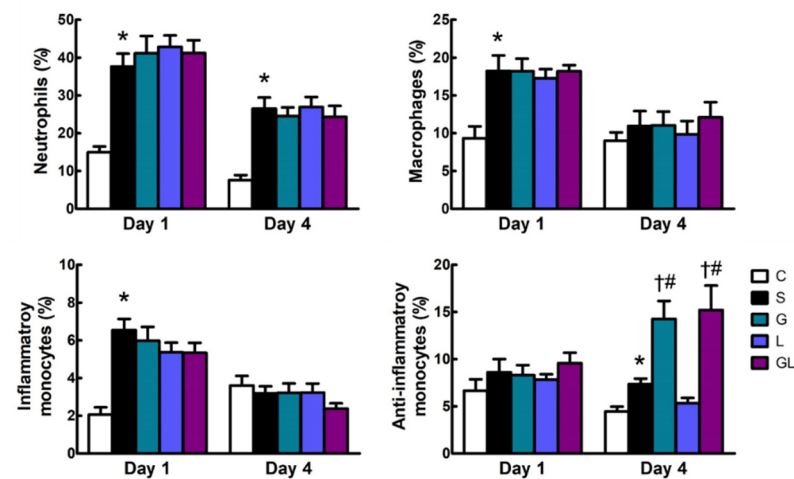 Neutrophils (%)
50
40
30
20
10
0
*
*
Day 1
Day 4
Macrophages (%)
25
20
15
10
5
0
*
Day 1
Day 4
Inflammatroy
monocytes (%)
10
8
6
4
2
0
*
Day 1
Day 4
Anti-inflammatroy
monocytes (%)
20
15
10
5
0
*
†#
†#
Day 1
Day 4
C
S
G
L
GL